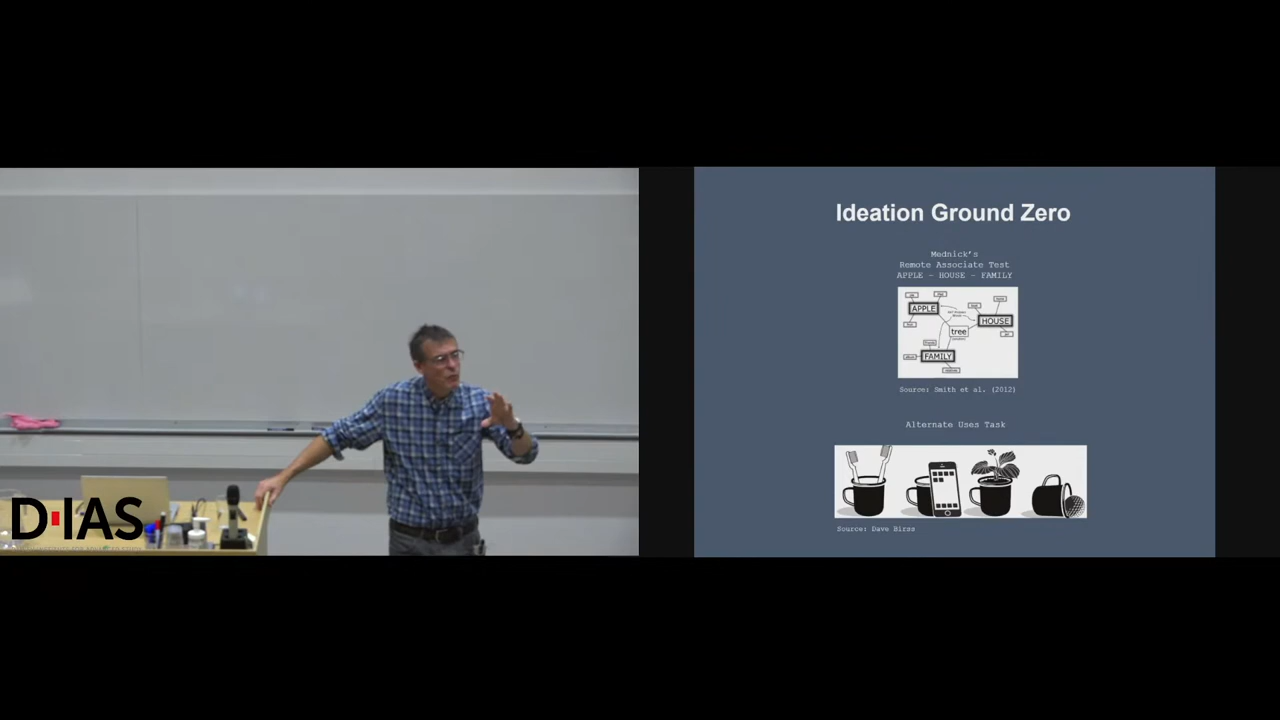 D·IAS
Ideation Ground Zero
Mednick's
Remote Associate Test
APPLE - HOUSE - FAMILY
APPLE
HOUSE
tree
FAMILY
Source: Smith et al. (2012)
Alternate Uses Task
Source: Dave Birss